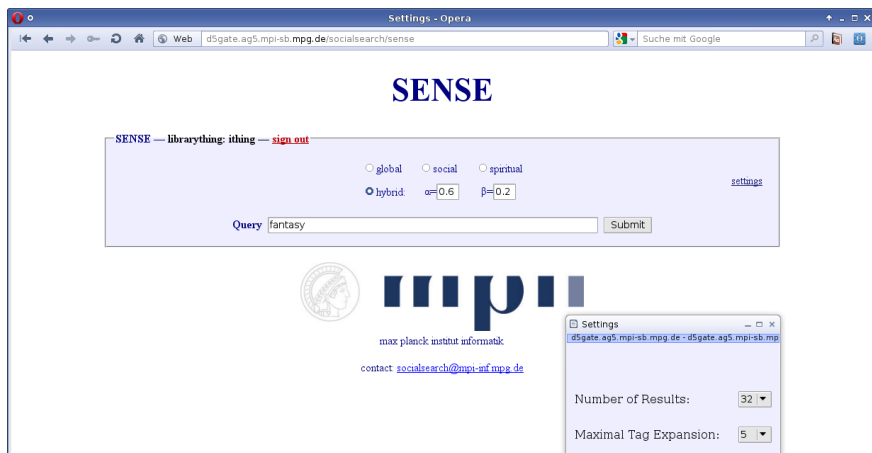 Settings - Opera
Web d5gate.ag5.mpi-sb.mpg.de/socialsearch/sense Suche mit Google
SENSE
SENSE — librarything: ithing — sign out
global social spiritual
settings
hybrid: α= 0.6 β= 0.2
Query fantasy Submit
mpii
max planck institut informatik
contact: socialsearch@mpi-inf.mpg.de
Settings
d5gate.ag5.mpi-sb.mpg.de - d5gate.ag5.mpi-sb.mp
Number of Results: 32
Maximal Tag Expansion: 5